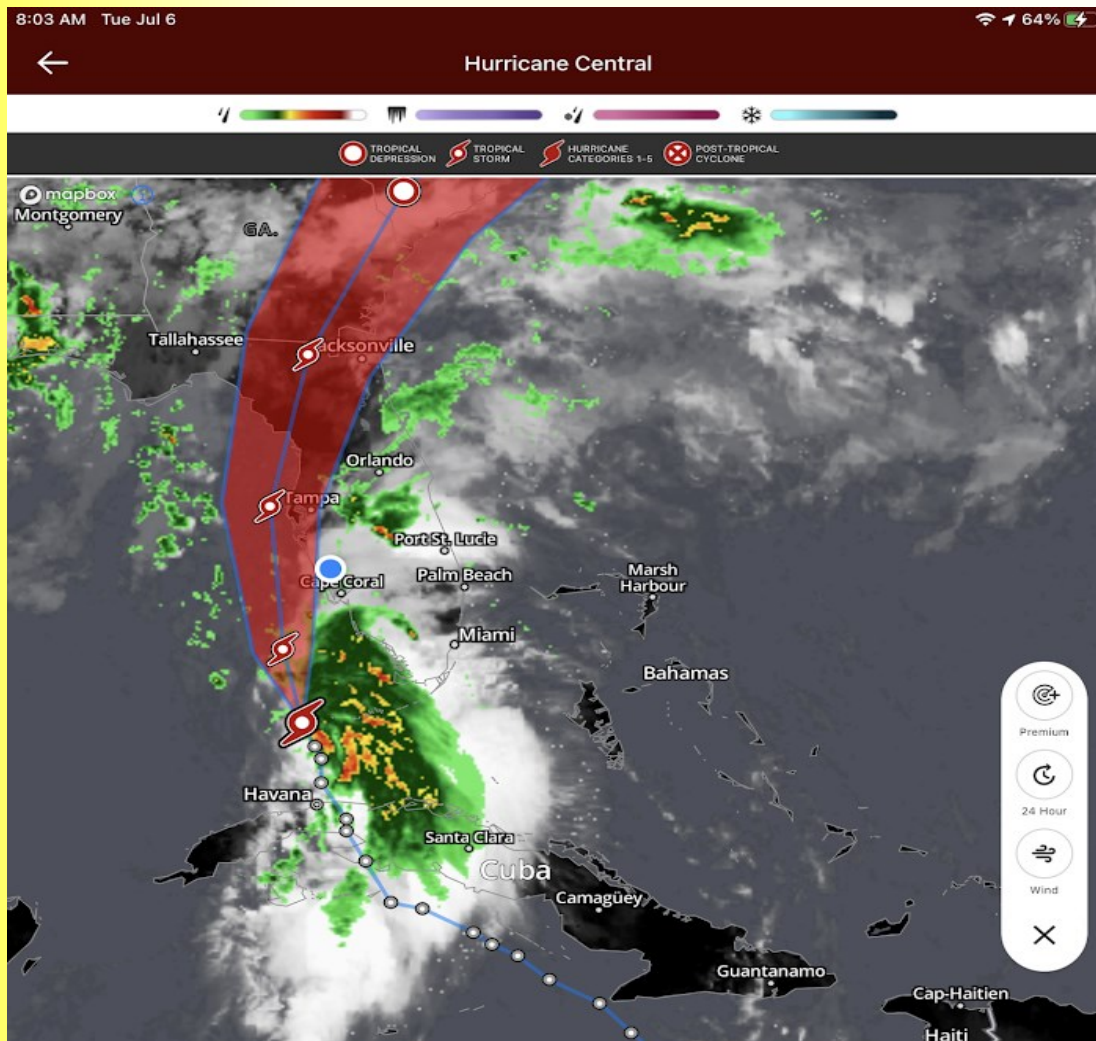 8:03 AM Tue Jul 6
64%
Hurricane Central
TROPICAL
DEPRESSION
TROPICAL
STORM
HURRICANE
CATEGORIES 1-5
POST-TROPICAL
CYCLONE
mapbox
Montgomery
GA.
Tallahassee
Jacksonville
Orlando
Tampa
Port St. Lucie
Cape Coral
Palm Beach
Marsh
Harbour
Miami
Bahamas
Premium
24 Hour
Wind
Havana
Santa Clara
Cuba
Camagüey
Guantanamo
Cap-Haitien
Haiti